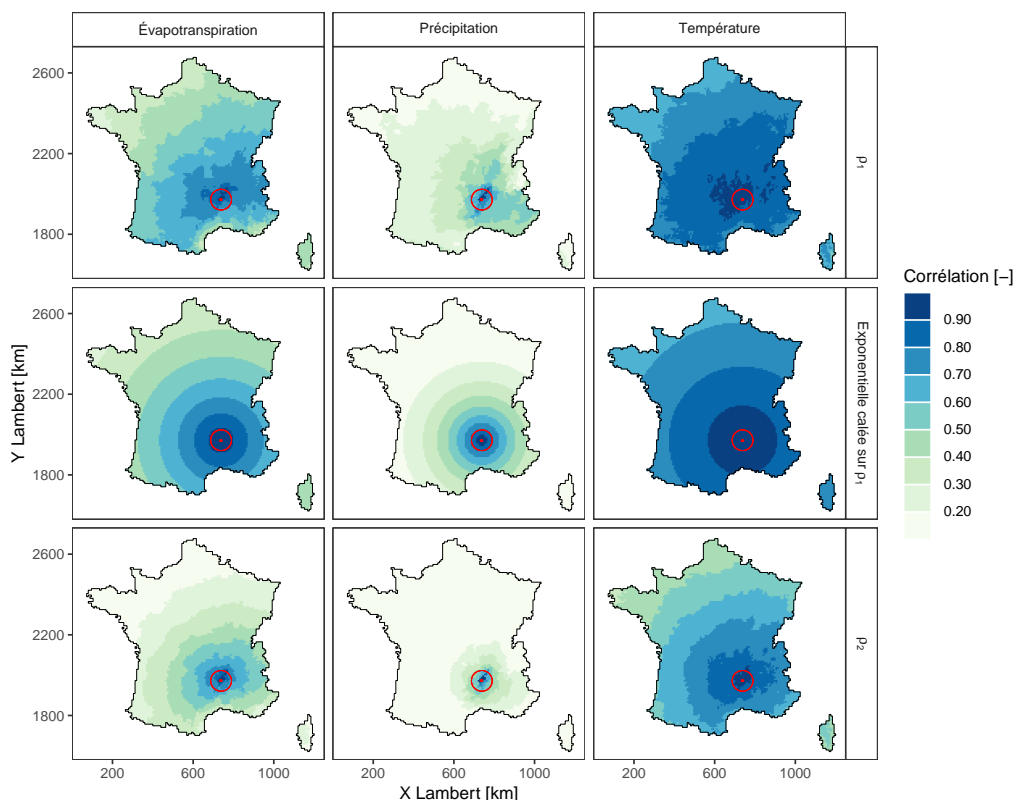 Évapotranspiration Précipitation Température
2600
2200
1800
ρ1
2600
2200
1800
Exponentielle calée sur ρ1
2600
2200
1800
ρ2
Y Lambert [km]
200 600 1000 200 600 1000 200 600 1000
X Lambert [km]
Corrélation [−]
0.90
0.80
0.70
0.60
0.50
0.40
0.30
0.20